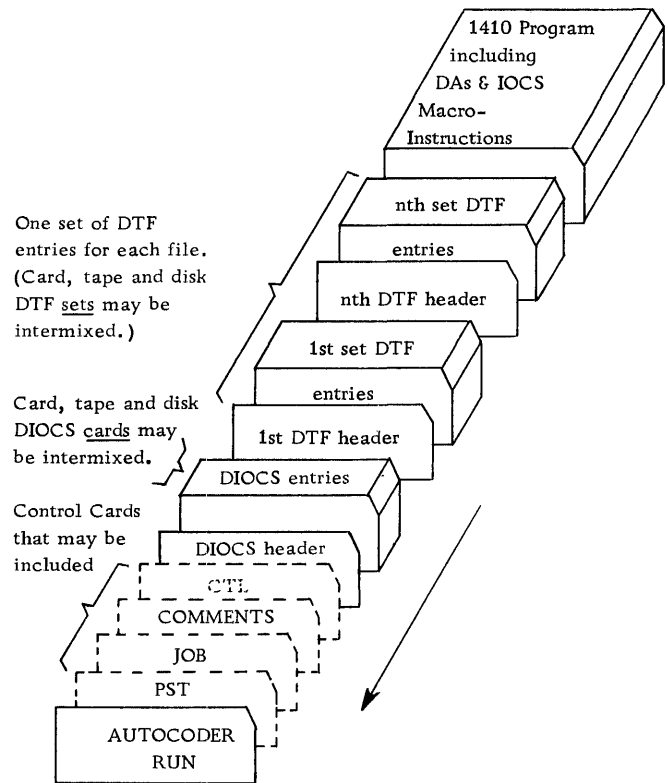 1410 Program
including
DAs & IOCS
Macro-
Instructions
nth set DTF
entries
nth DTF header
One set of DTF
entries for each file.
(Card, tape and disk
DTF sets may be
intermixed.)
1st set DTF
entries
1st DTF header
Card, tape and disk
DIOCS cards may
be intermixed.
DIOCS entries
DIOCS header
Control Cards
that may be
included
CTL
COMMENTS
JOB
PST
AUTOCODER
RUN